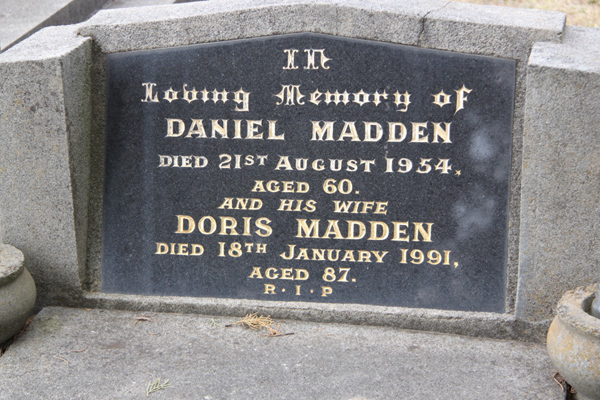 In
Loving Memory of
DANIEL MADDEN
DIED 21ST AUGUST 1954,
AGED 60.
AND HIS WIFE
DORIS MADDEN
DIED 18TH JANUARY 1991,
AGED 87.
R·I·P